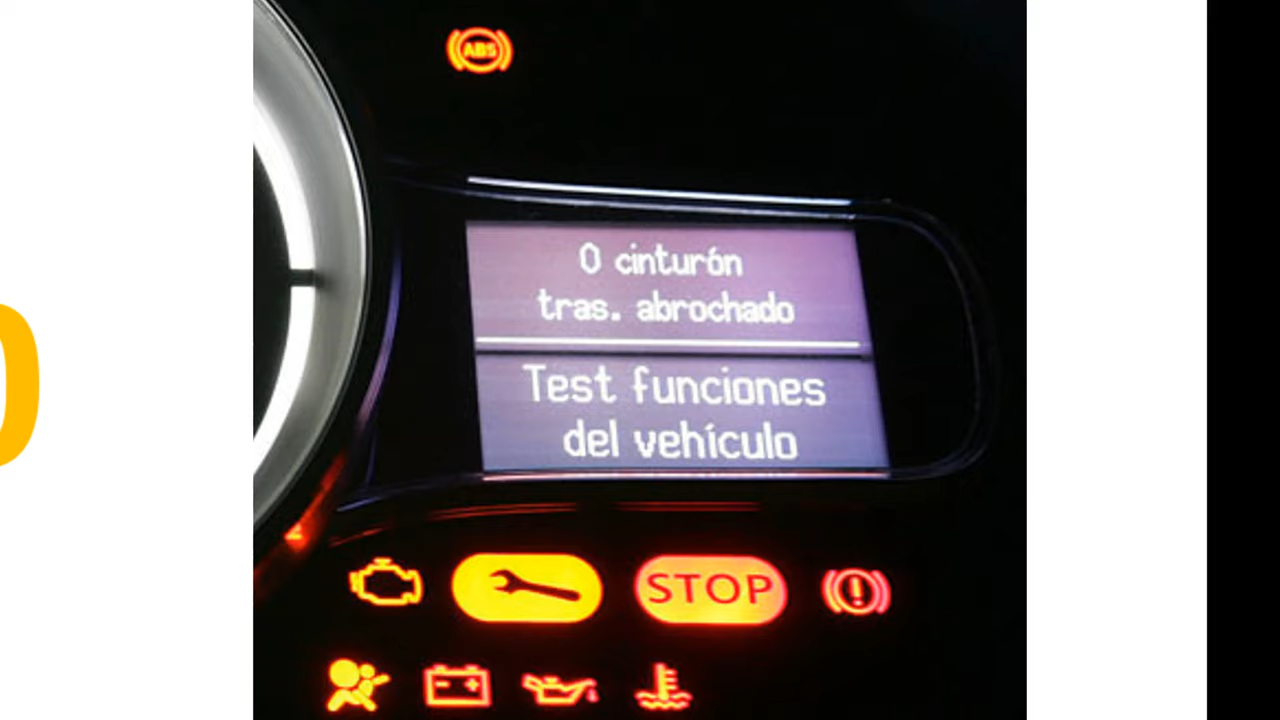 ABS
0 cinturón
tras. abrochado
Test funciones
del vehículo
STOP